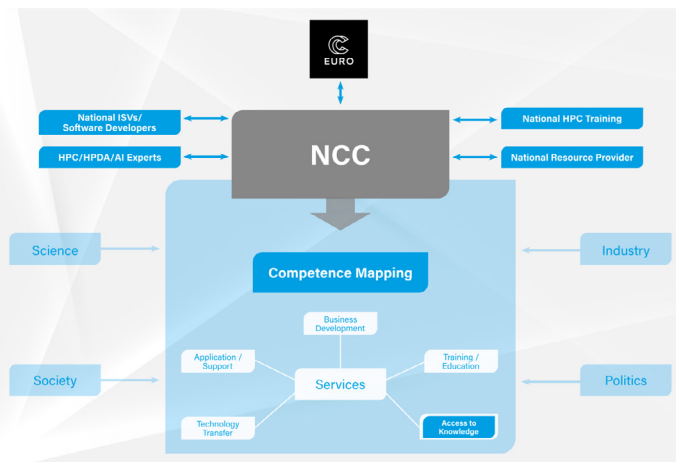 EURO
National ISVs/
Software Developers
National HPC Training
NCC
HPC/HPDA/AI Experts
National Resource Provider
Science
Industry
Competence Mapping
Business
Development
Application /
Support
Training /
Education
Services
Society
Politics
Technology
Transfer
Access to
Knowledge